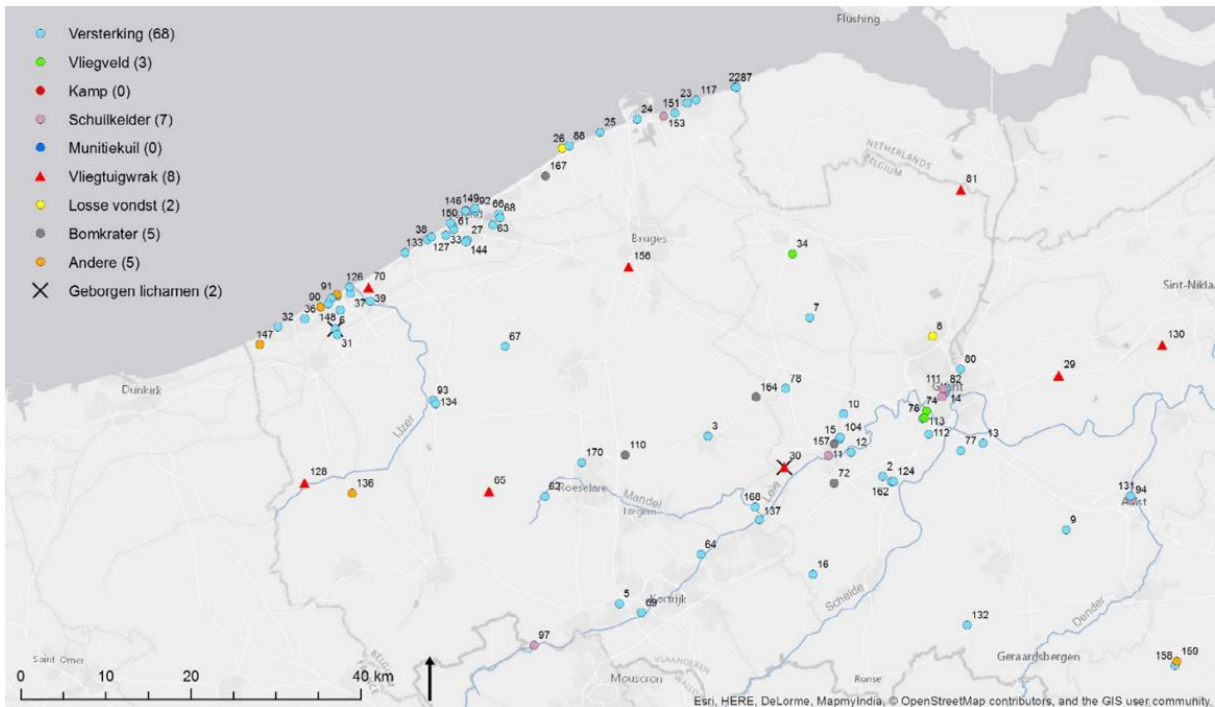 Flushing
Versterking (68)
Vliegveld (3)
Kamp (0)
Schuilkelder (7)
Munitiekuil (0)
Vliegtuigwrak (8)
Losse vondst (2)
Bomkrater (5)
Andere (5)
Geborgen lichamen (2)
2287
117
23
151
24
153
25
88
26
167
NETHERLANDS
BELGIUM
81
149
146
92
66
68
150
61
63
27
38
33
127
144
133
Bruges
156
34
126
70
91
90
37
39
36
148
6
32
31
147
Sint-Niklaa
7
8
130
67
80
29
Dunkirk
78
111
82
164
14
93
134
IJzer
74
76
113
10
15
104
112
3
157
12
77
13
11
110
170
30
72
2
124
162
128
136
65
62
Roeselare
Mandel
Izegem
Leie
168
137
131
94
Aalst
9
64
16
5
69
Kortrijk
Schelde
132
Dender
97
Saint-Omer
BELGIUM
FRANCE
Mouscron
VLAANDEREN
Ronse
Geraardsbergen
158
159
0 10 20 40 km
Esri, HERE, DeLorme, MapmyIndia, © OpenStreetMap contributors, and the GIS user community,